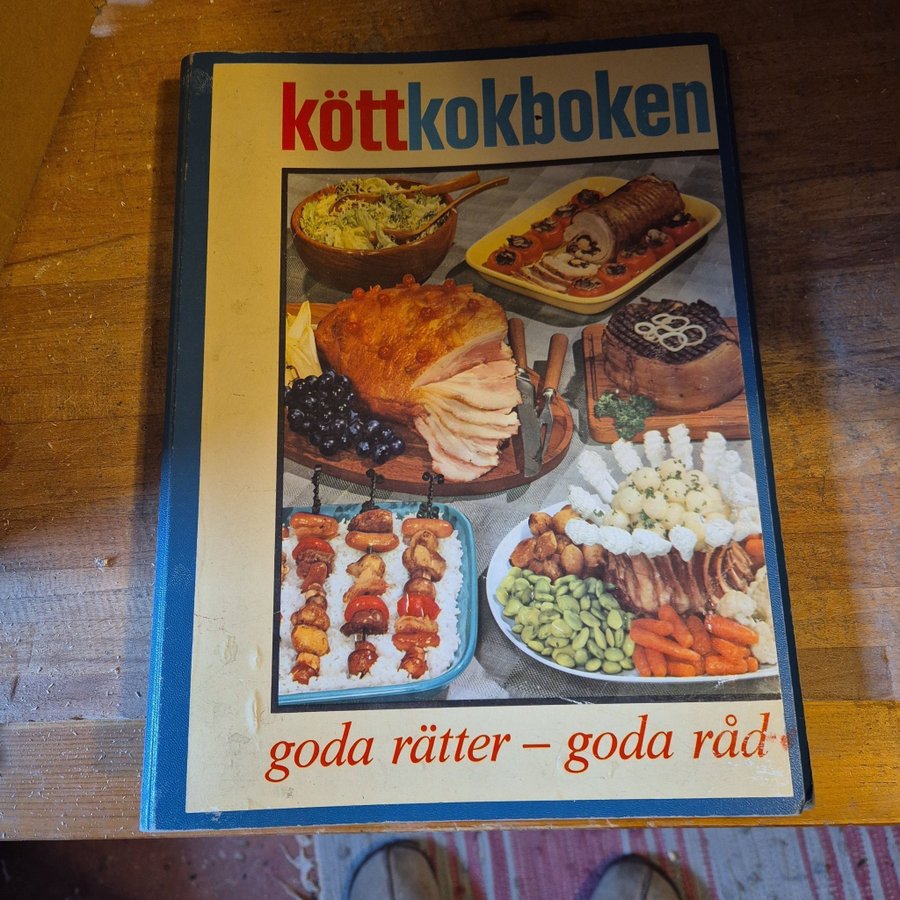 köttkokboken
goda rätter – goda råd